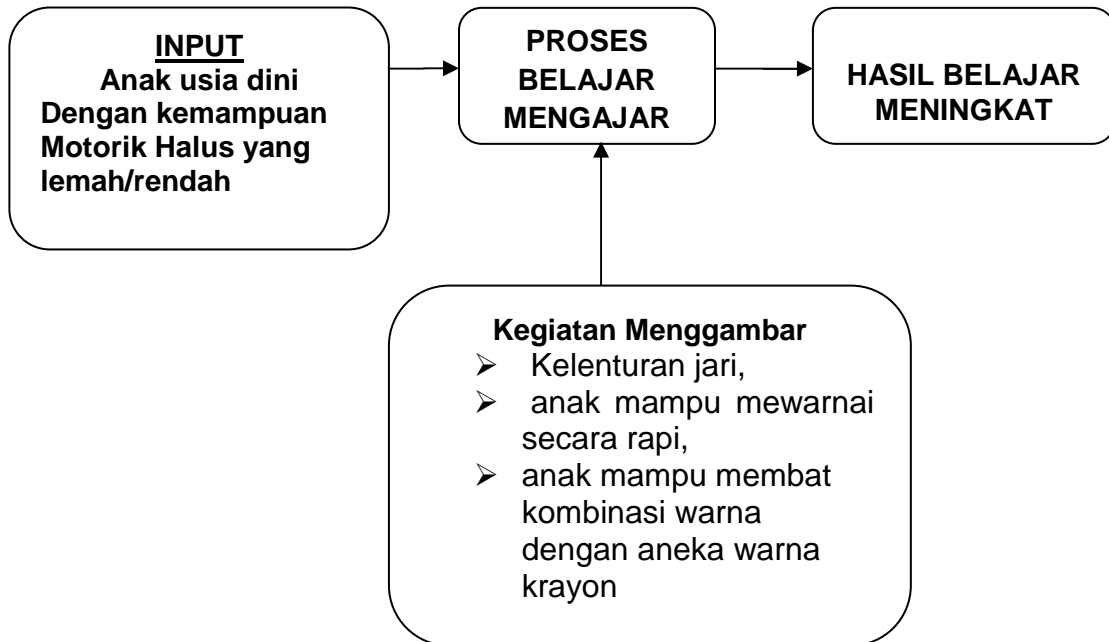 INPUT
Anak usia dini
Dengan kemampuan
Motorik Halus yang
lemah/rendah
PROSES
BELAJAR
MENGAJAR
HASIL BELAJAR
MENINGKAT
Kegiatan Menggambar
➢ Kelenturan jari,
➢ anak mampu mewarnai
secara rapi,
➢ anak mampu membat
kombinasi warna
dengan aneka warna
krayon